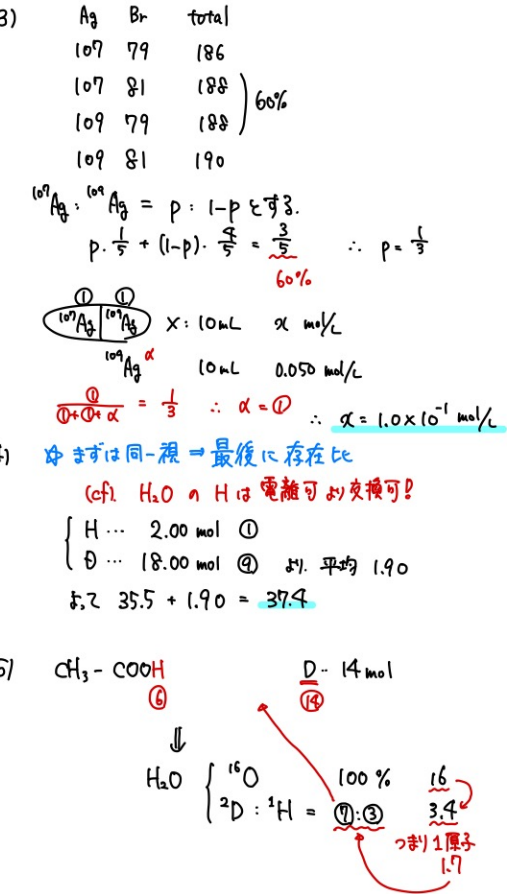 3)
Ag Br total
107 79 186
107 81 188
109 79 188
60%
109 81 190
¹⁰⁷Ag : ¹⁰⁹Ag = p : 1-p とする.
p・1/5 + (1-p)・4/5 = 3/5 ∴ p = 1/3
60%
① ①
¹⁰⁷Ag | ¹⁰⁹Ag X : 10mL x mol/L
¹⁰⁹Ag α 10mL 0.050 mol/L
①/(①+①+α) = 1/3 ∴ α = ① ∴ x = 1.0×10⁻¹ mol/L
まずは同一視 ⇒ 最後に存在比
(cf). H₂O の H は電離可より交換可!
H … 2.00 mol ①
D … 18.00 mol ⑨ より. 平均 1.90
よって 35.5 + 1.90 = 37.4
5)
CH₃ - COOH D… 14mol
⑥ ⑭
⇓
H₂O ¹⁶O 100% 16
²D : ¹H = ⑦:③ 3.4
つまり 1原子
1.7